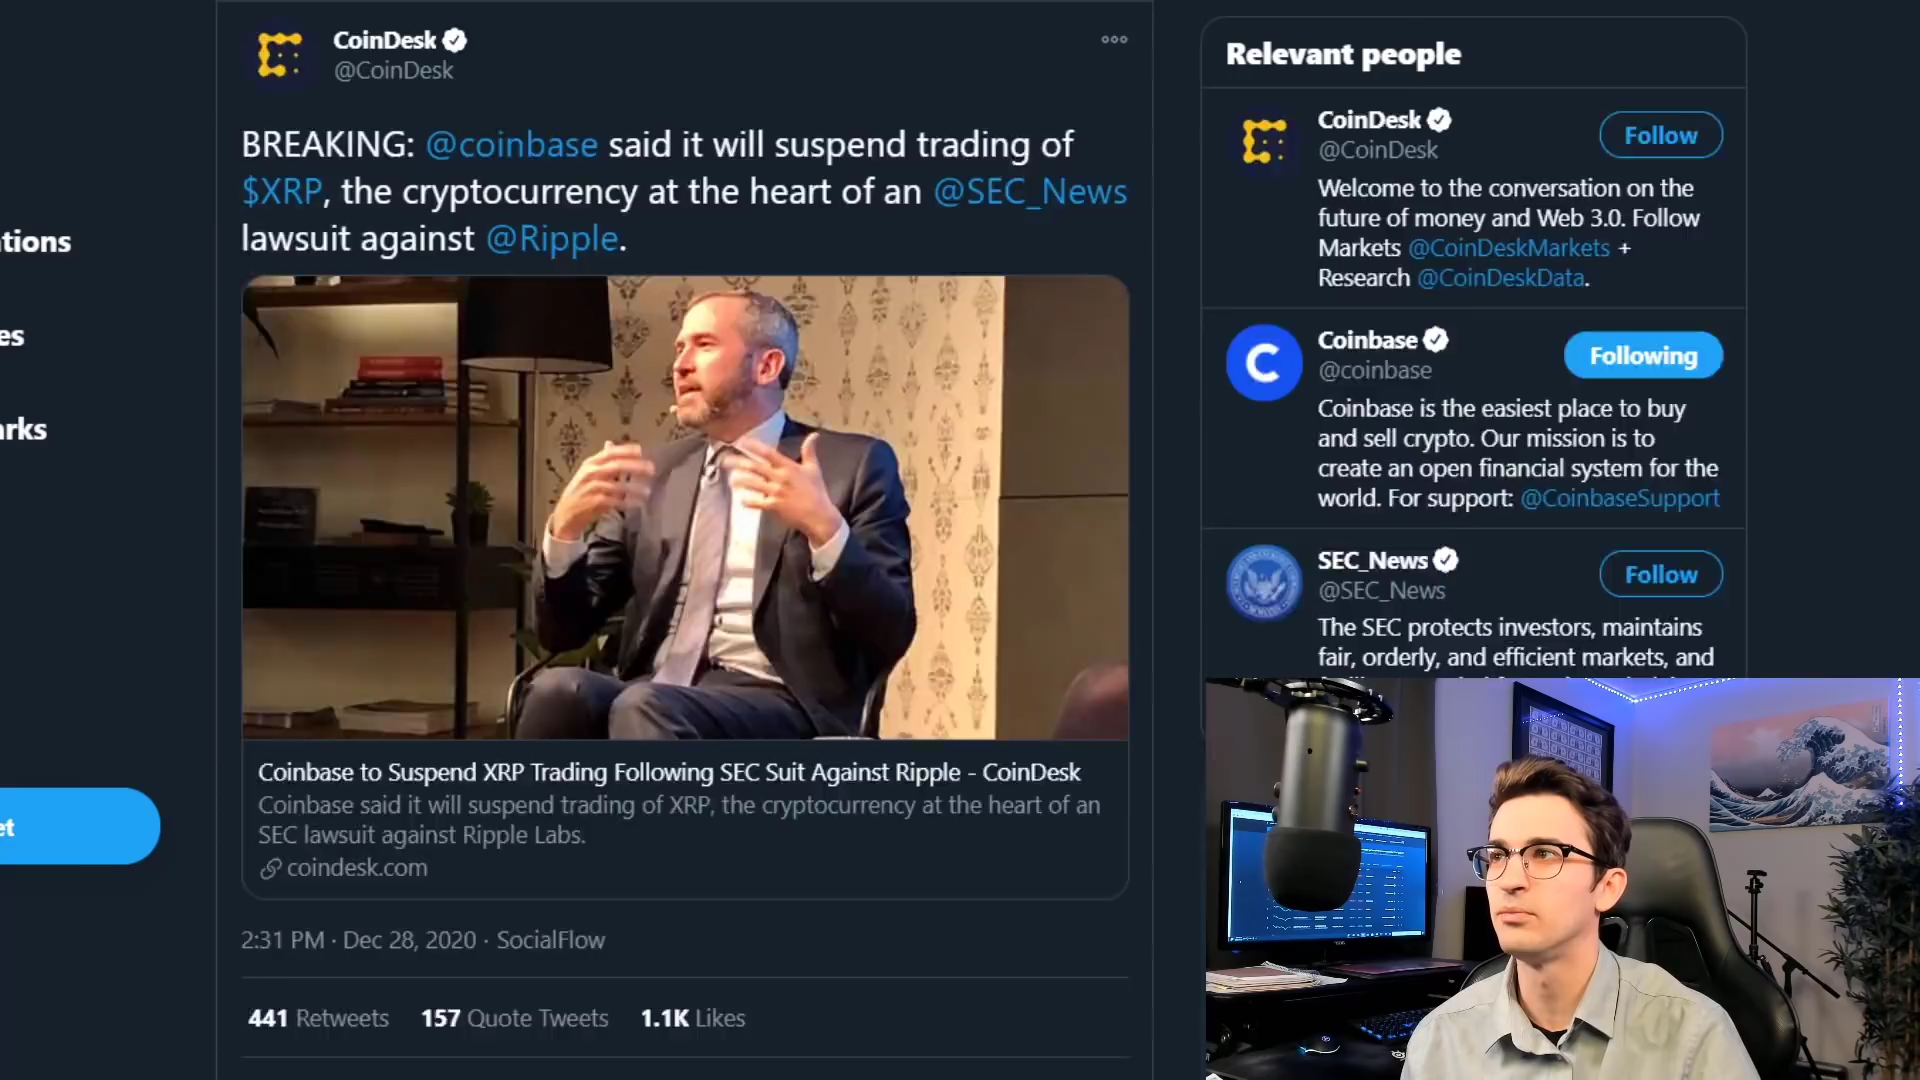 CoinDesk
@CoinDesk
BREAKING: @coinbase said it will suspend trading of
$XRP, the cryptocurrency at the heart of an @SEC_News
lawsuit against @Ripple.
Coinbase to Suspend XRP Trading Following SEC Suit Against Ripple - CoinDesk
Coinbase said it will suspend trading of XRP, the cryptocurrency at the heart of an
SEC lawsuit against Ripple Labs.
coindesk.com
2:31 PM · Dec 28, 2020 · SocialFlow
441 Retweets 157 Quote Tweets 1.1K Likes
Relevant people
CoinDesk
@CoinDesk
Follow
Welcome to the conversation on the
future of money and Web 3.0. Follow
Markets @CoinDeskMarkets +
Research @CoinDeskData.
Coinbase
@coinbase
Following
Coinbase is the easiest place to buy
and sell crypto. Our mission is to
create an open financial system for the
world. For support: @CoinbaseSupport
SEC_News
@SEC_News
Follow
The SEC protects investors, maintains
fair, orderly, and efficient markets, and